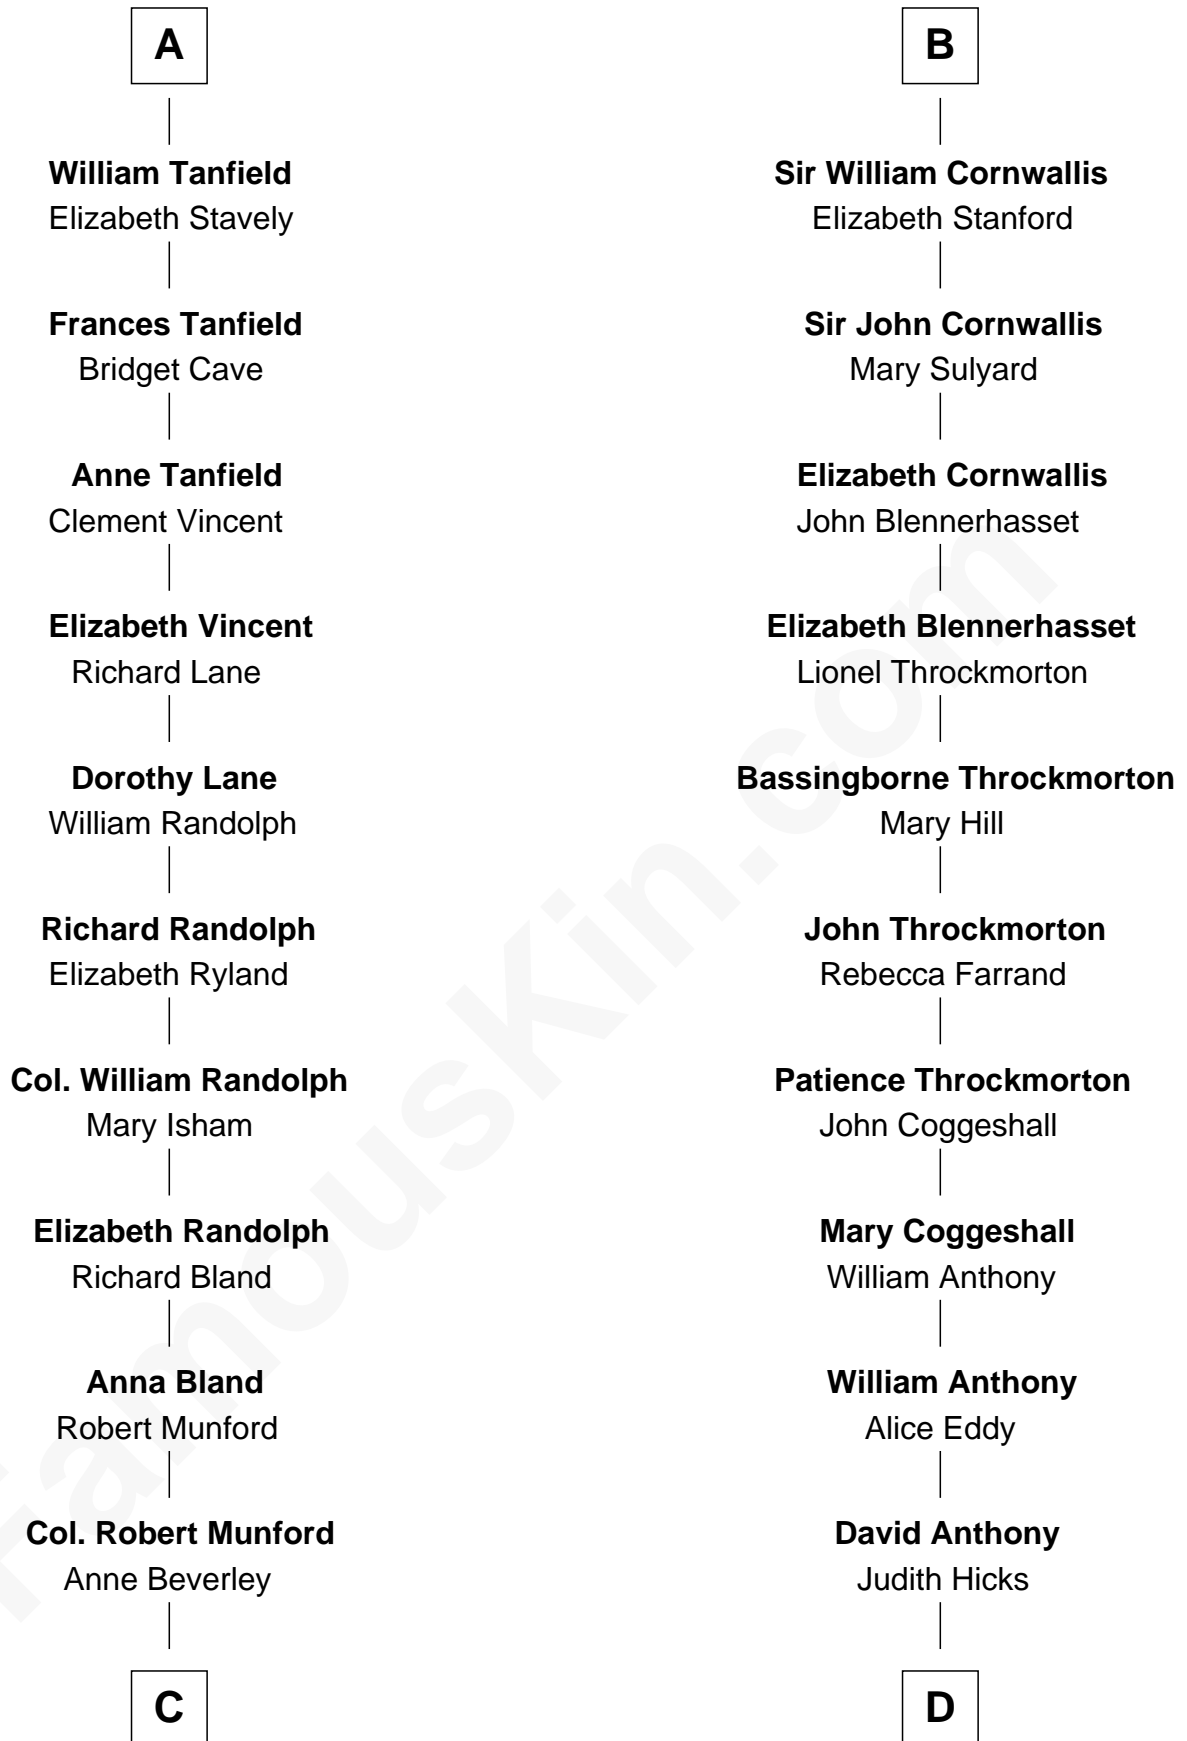 A
William Tanfield
Elizabeth Stavely
Frances Tanfield
Bridget Cave
Anne Tanfield
Clement Vincent
Elizabeth Vincent
Richard Lane
Dorothy Lane
William Randolph
Richard Randolph
Elizabeth Ryland
Col. William Randolph
Mary Isham
Elizabeth Randolph
Richard Bland
Anna Bland
Robert Munford
Col. Robert Munford
Anne Beverley
C
B
Sir William Cornwallis
Elizabeth Stanford
Sir John Cornwallis
Mary Sulyard
Elizabeth Cornwallis
John Blennerhasset
Elizabeth Blennerhasset
Lionel Throckmorton
Bassingborne Throckmorton
Mary Hill
John Throckmorton
Rebecca Farrand
Patience Throckmorton
John Coggeshall
Mary Coggeshall
William Anthony
William Anthony
Alice Eddy
David Anthony
Judith Hicks
D
FamousKin.com